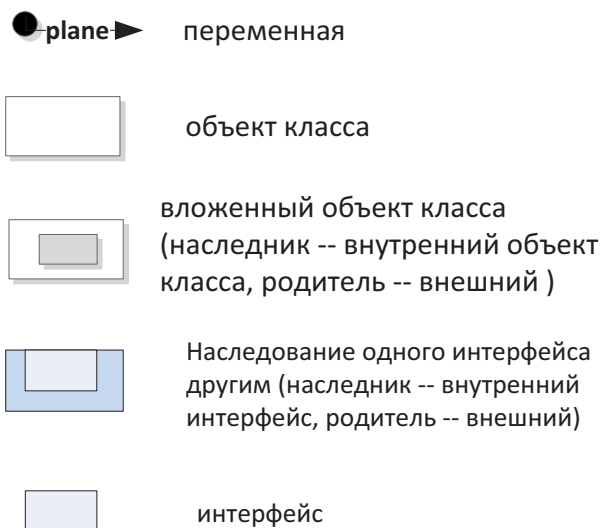 plane переменная
объект класса
вложенный объект класса
(наследник -- внутренний объект
класса, родитель -- внешний )
Наследование одного интерфейса
другим (наследник -- внутренний
интерфейс, родитель -- внешний)
интерфейс